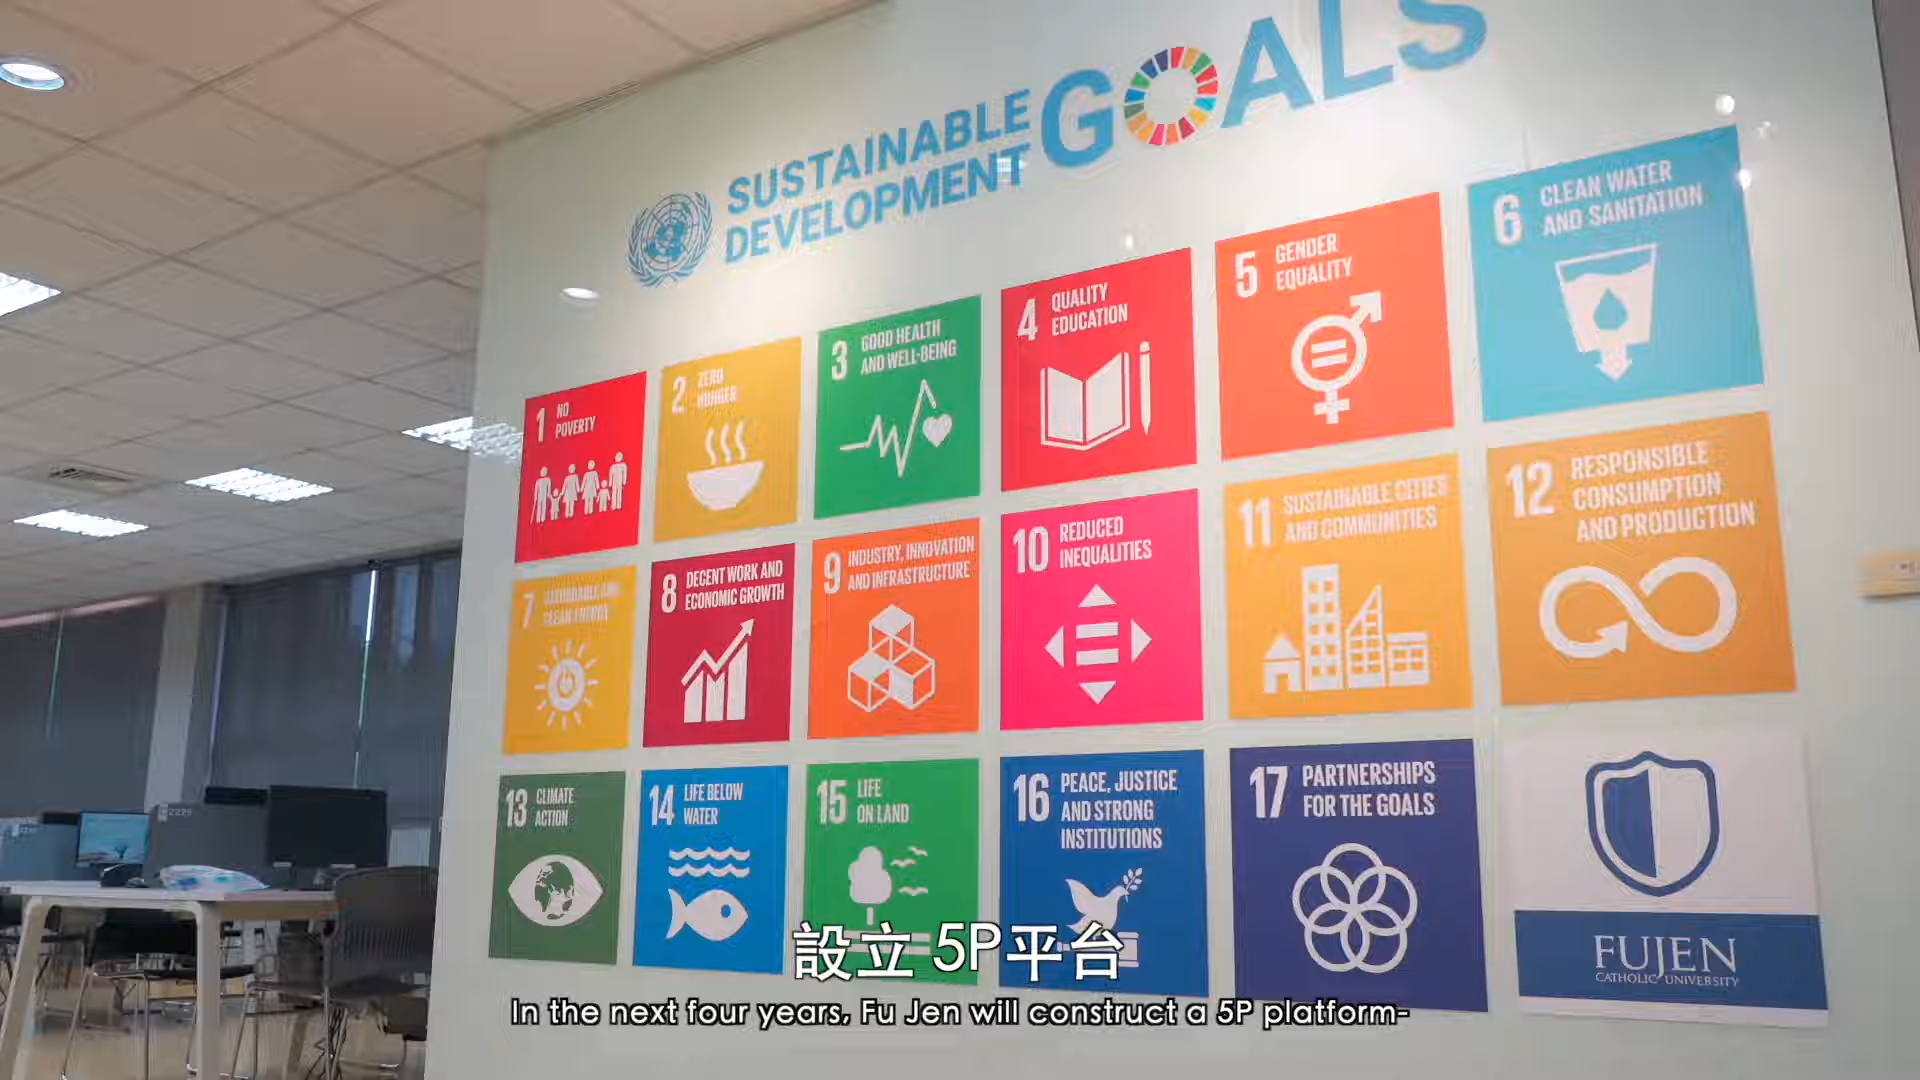 SUSTAINABLE
DEVELOPMENT
GOALS
1 NO
POVERTY
2 ZERO
HUNGER
3 GOOD HEALTH
AND WELL-BEING
4 QUALITY
EDUCATION
5 GENDER
EQUALITY
6 CLEAN WATER
AND SANITATION
7 AFFORDABLE AND
CLEAN ENERGY
8 DECENT WORK AND
ECONOMIC GROWTH
9 INDUSTRY, INNOVATION
AND INFRASTRUCTURE
10 REDUCED
INEQUALITIES
11 SUSTAINABLE CITIES
AND COMMUNITIES
12 RESPONSIBLE
CONSUMPTION
AND PRODUCTION
13 CLIMATE
ACTION
14 LIFE BELOW
WATER
15 LIFE
ON LAND
16 PEACE, JUSTICE
AND STRONG
INSTITUTIONS
17 PARTNERSHIPS
FOR THE GOALS
FUJEN
CATHOLIC UNIVERSITY
設立 5P平台
In the next four years, Fu Jen will construct a 5P platform-